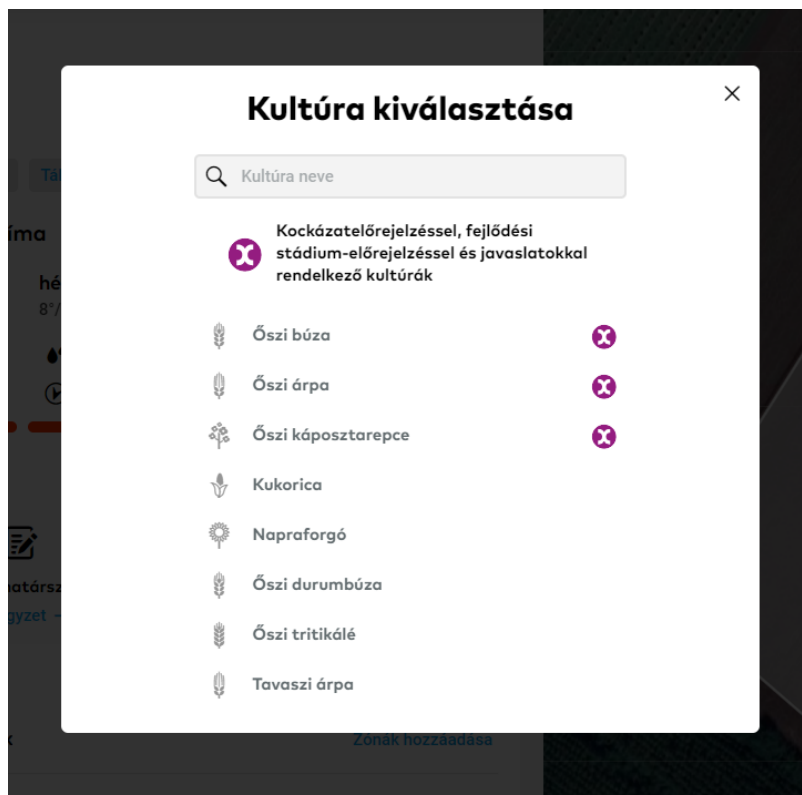 Kultúra kiválasztása
Kultúra neve
Kockázatelőrejelzéssel, fejlődési
stádium-előrejelzéssel és javaslatokkal
rendelkező kultúrák
Őszi búza
Őszi árpa
Őszi káposztarepce
Kukorica
Napraforgó
Őszi durumbúza
Őszi tritikálé
Tavaszi árpa
Zónák hozzáadása